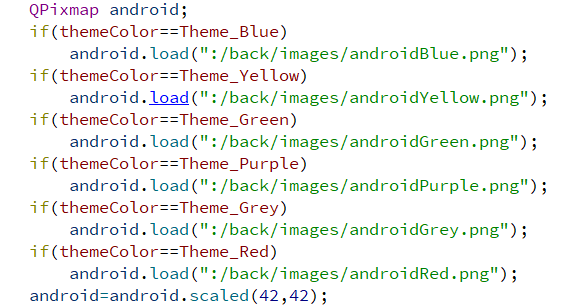 QPixmap android;
if(themeColor==Theme_Blue)
android.load(":/back/images/androidBlue.png");
if(themeColor==Theme_Yellow)
android.load(":/back/images/androidYellow.png");
if(themeColor==Theme_Green)
android.load(":/back/images/androidGreen.png");
if(themeColor==Theme_Purple)
android.load(":/back/images/androidPurple.png");
if(themeColor==Theme_Grey)
android.load(":/back/images/androidGrey.png");
if(themeColor==Theme_Red)
android.load(":/back/images/androidRed.png");
android=android.scaled(42,42);